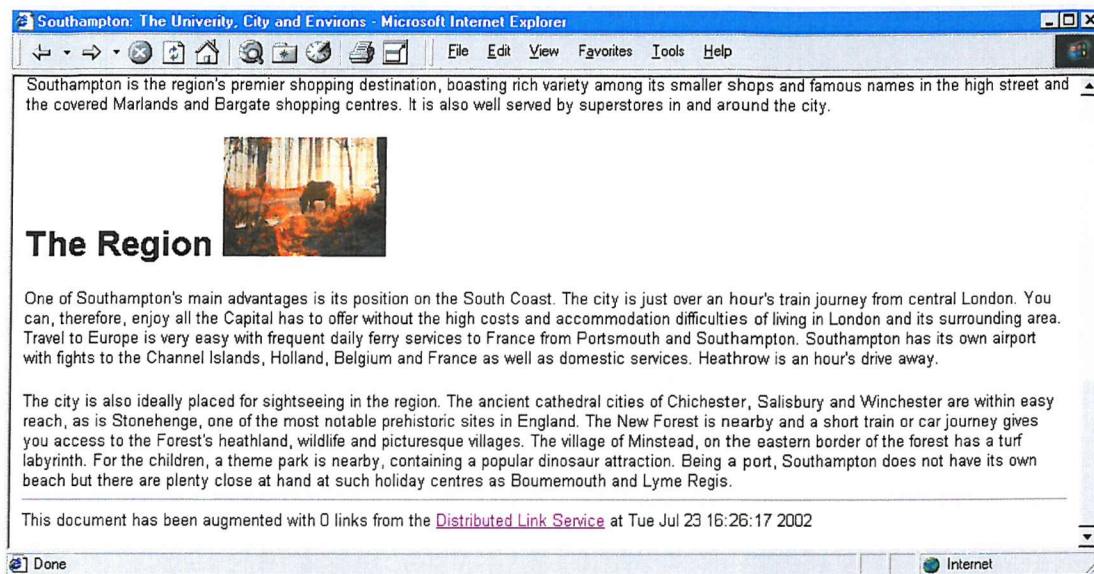 Southampton: The Univerity, City and Environs - Microsoft Internet Explorer
File Edit View Favorites Tools Help
Southampton is the region's premier shopping destination, boasting rich variety among its smaller shops and famous names in the high street and
the covered Marlands and Bargate shopping centres. It is also well served by superstores in and around the city.
The Region
One of Southampton's main advantages is its position on the South Coast. The city is just over an hour's train journey from central London. You
can, therefore, enjoy all the Capital has to offer without the high costs and accommodation difficulties of living in London and its surrounding area.
Travel to Europe is very easy with frequent daily ferry services to France from Portsmouth and Southampton. Southampton has its own airport
with fights to the Channel Islands, Holland, Belgium and France as well as domestic services. Heathrow is an hour's drive away.
The city is also ideally placed for sightseeing in the region. The ancient cathedral cities of Chichester, Salisbury and Winchester are within easy
reach, as is Stonehenge, one of the most notable prehistoric sites in England. The New Forest is nearby and a short train or car journey gives
you access to the Forest's heathland, wildlife and picturesque villages. The village of Minstead, on the eastern border of the forest has a turf
labyrinth. For the children, a theme park is nearby, containing a popular dinosaur attraction. Being a port, Southampton does not have its own
beach but there are plenty close at hand at such holiday centres as Bournemouth and Lyme Regis.
This document has been augmented with 0 links from the Distributed Link Service at Tue Jul 23 16:26:17 2002
Done
Internet